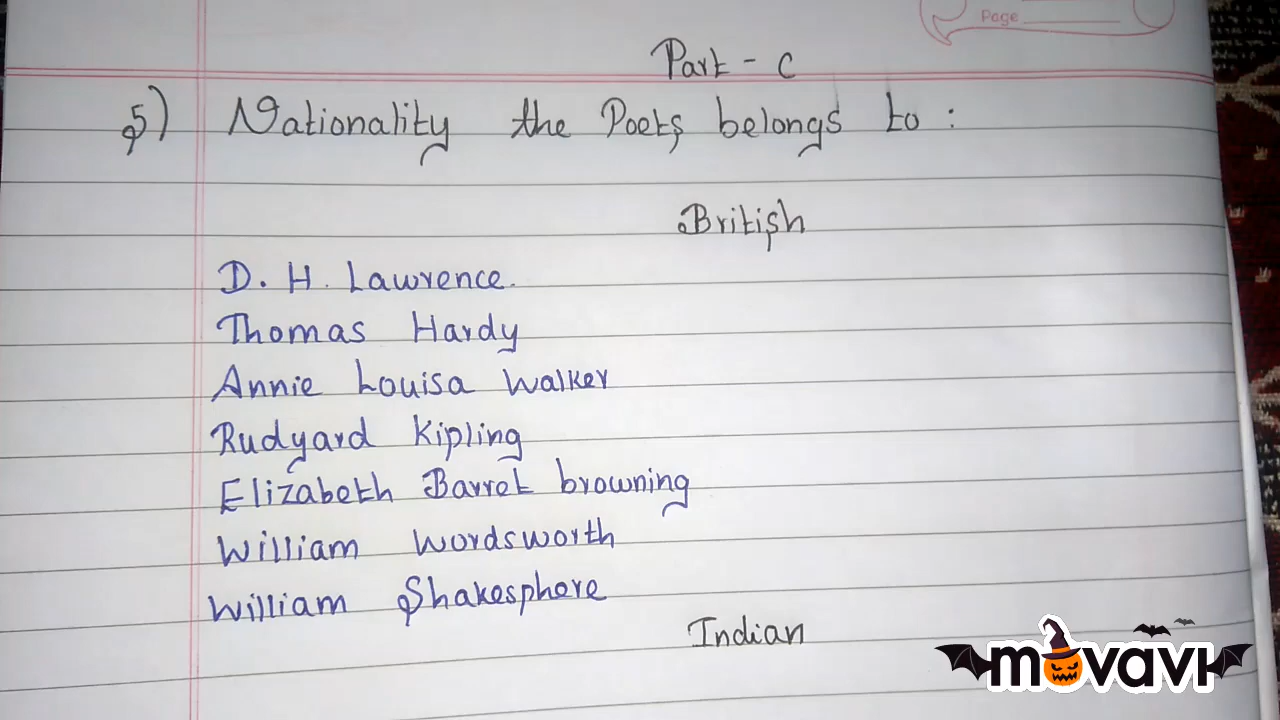 Page
Part - C
5) Nationality the Poets belongs to :
British
D. H. Lawrence.
Thomas Hardy
Annie Louisa Walker
Rudyard Kipling
Elizabeth Barret browning
William Wordsworth
William Shakesphere
Indian
movavi